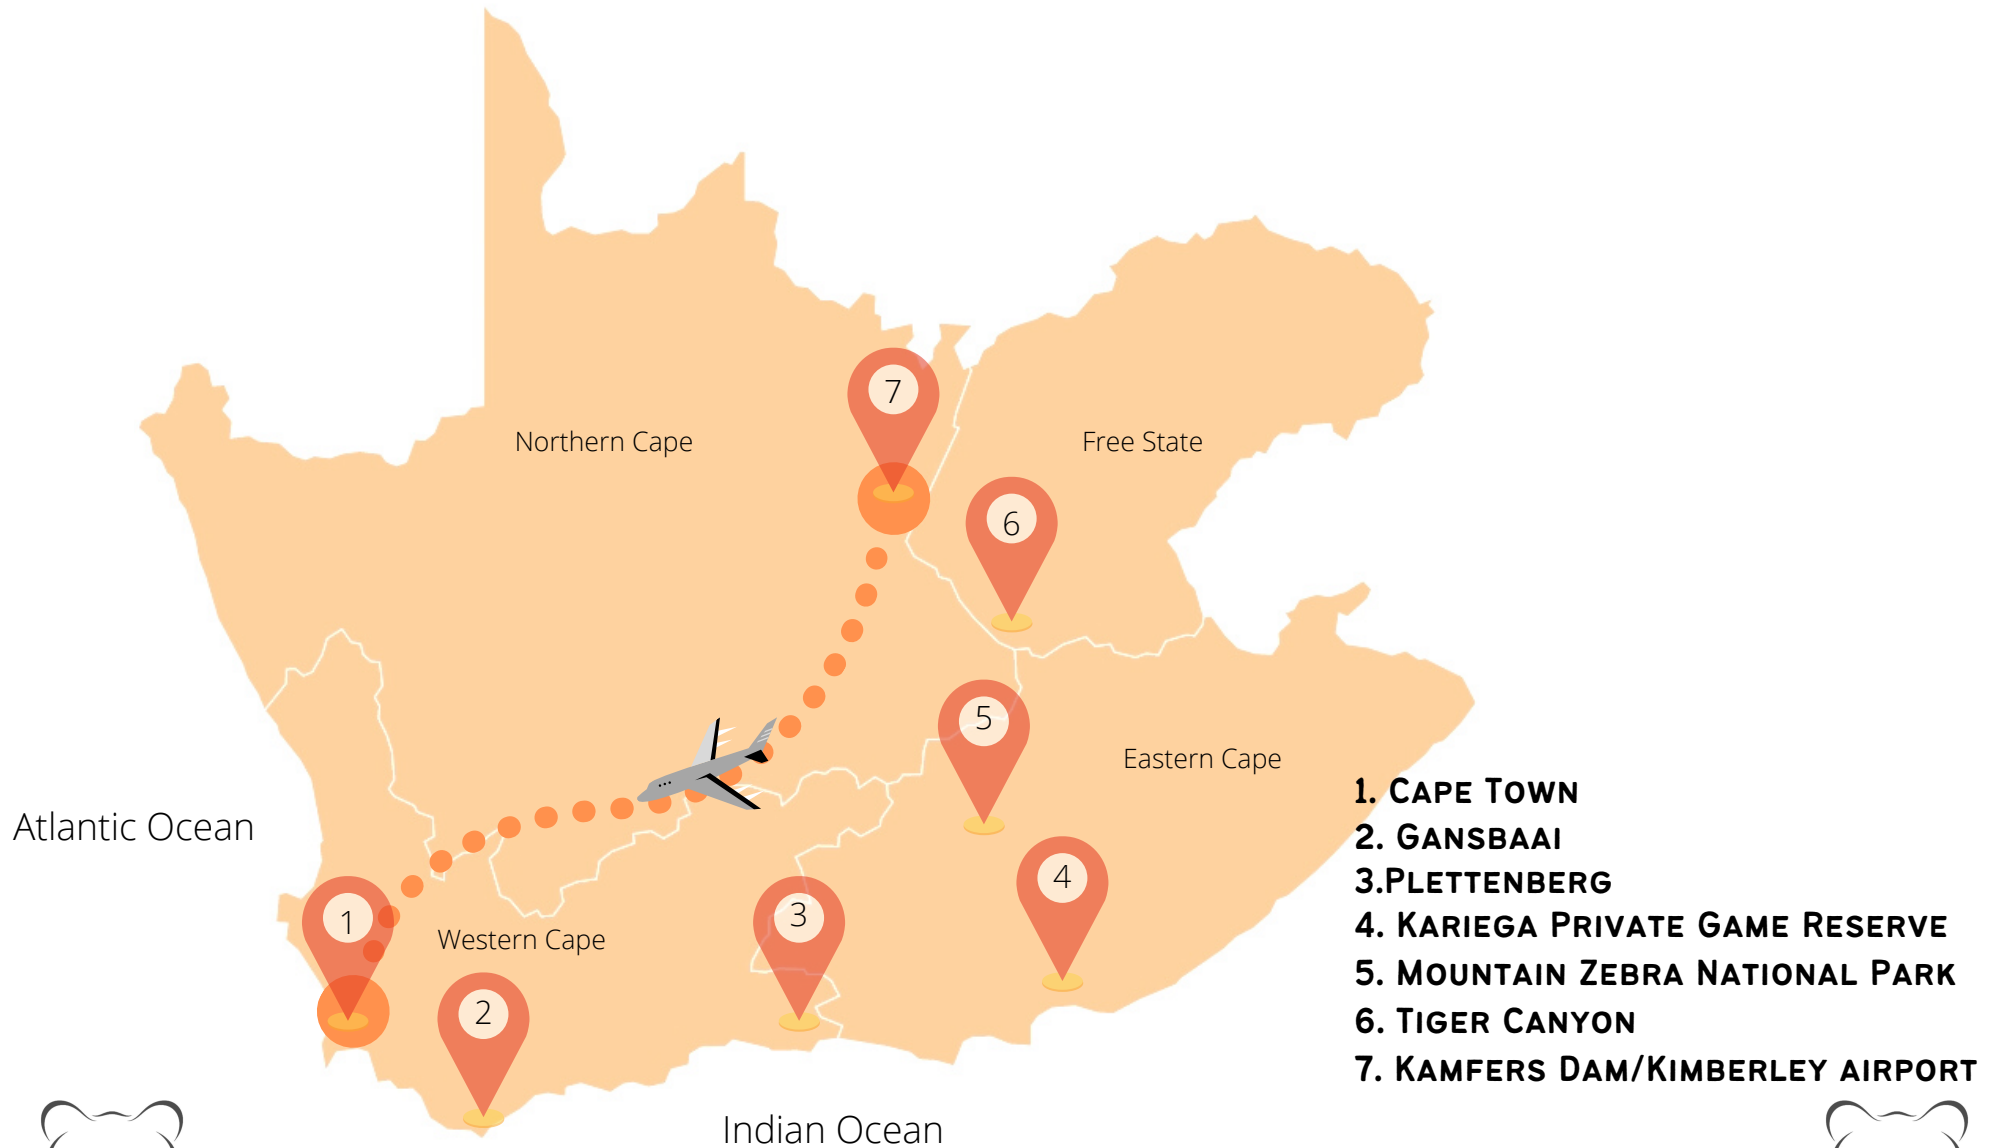 7
Northern Cape
Free State
6
5
Eastern Cape
1. Cape Town
Atlantic Ocean
2. Gansbaai
3.Plettenberg
4
1
3
Western Cape
4. Kariega Private Game Reserve
5. Mountain Zebra National Park
2
6. Tiger Canyon
7. Kamfers Dam/Kimberley airport
Indian Ocean